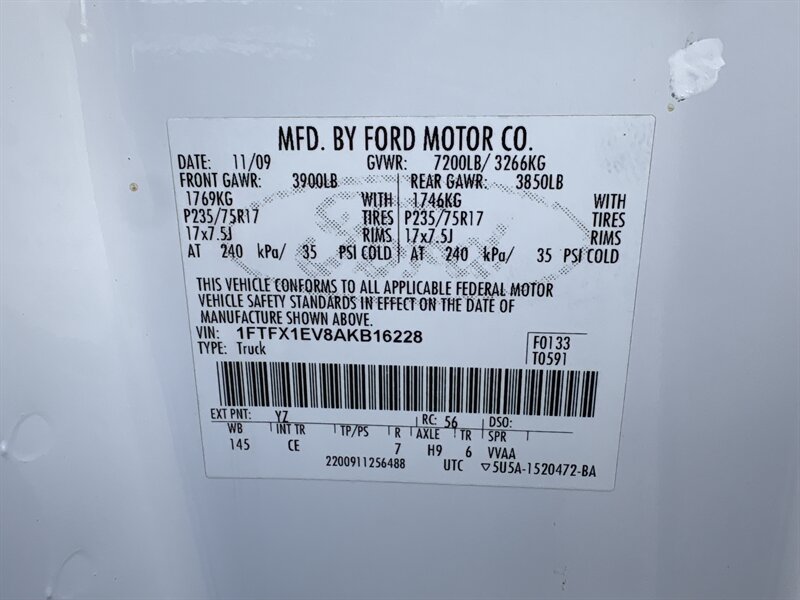 MFD. BY FORD MOTOR CO.
DATE: 11/09 GVWR: 7200LB/ 3266KG
FRONT GAWR: 3900LB REAR GAWR: 3850LB
1769KG WITH 1746KG WITH
P235/75R17 TIRES P235/75R17 TIRES
17x7.5J RIMS 17x7.5J RIMS
AT 240 kPa/ 35 PSI COLD AT 240 kPa/ 35 PSI COLD
THIS VEHICLE CONFORMS TO ALL APPLICABLE FEDERAL MOTOR
VEHICLE SAFETY STANDARDS IN EFFECT ON THE DATE OF
MANUFACTURE SHOWN ABOVE.
VIN: 1FTFX1EV8AKB16228 F0133
TYPE: Truck T0591
EXT PNT: YZ RC: 56 DSO:
WB INT TR TP/PS R AXLE TR SPR
145 CE 7 H9 6 VVAA
2200911256488 UTC ▽5U5A-1520472-BA